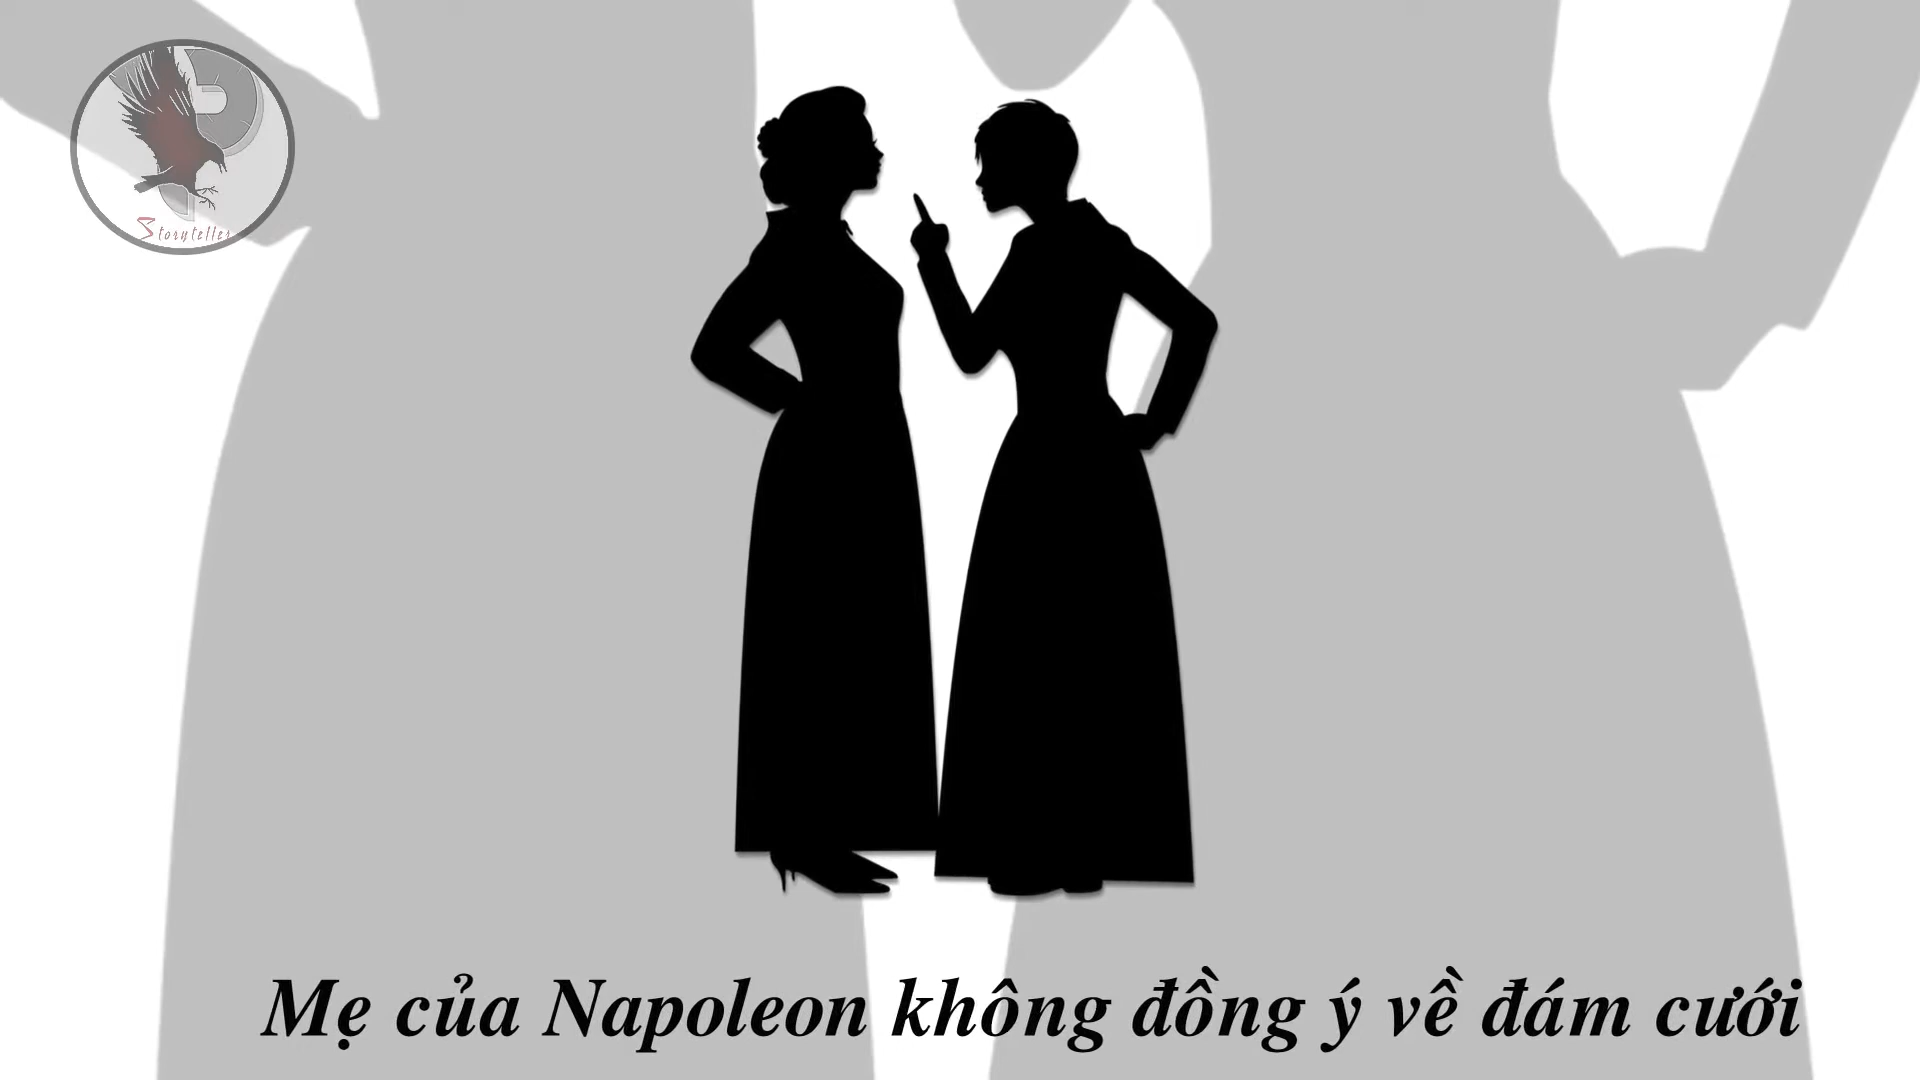 Storyteller
Mẹ của Napoleon không đồng ý về đám cưới